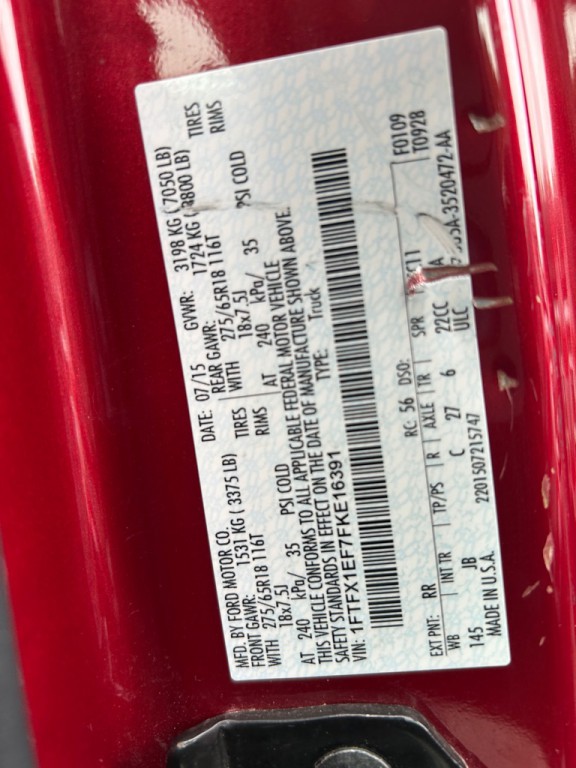 MFD. BY FORD MOTOR CO.
DATE: 07/15 GVWR: 3198 KG ( 7050 LB)
FRONT GAWR: 1531 KG ( 3375 LB) REAR GAWR: 1724 KG ( 3800 LB)
WITH 275/65R18 116T TIRES WITH 275/65R18 116T TIRES
18x7.5J RIMS 18x7.5J RIMS
AT 240 kPa/ 35 PSI COLD AT 240 kPa/ 35 PSI COLD
THIS VEHICLE CONFORMS TO ALL APPLICABLE FEDERAL MOTOR VEHICLE
SAFETY STANDARDS IN EFFECT ON THE DATE OF MANUFACTURE SHOWN ABOVE.
VIN: 1FTFX1EF7FKE16391 TYPE: Truck
F0109
T0928
EXT PNT: RR RC: 56 DSO:
WB INT TR TP/PS R AXLE TR SPR
145 JB C 27 6 22CC
MADE IN U.S.A. 2201507215747 ULC -3520472-AA